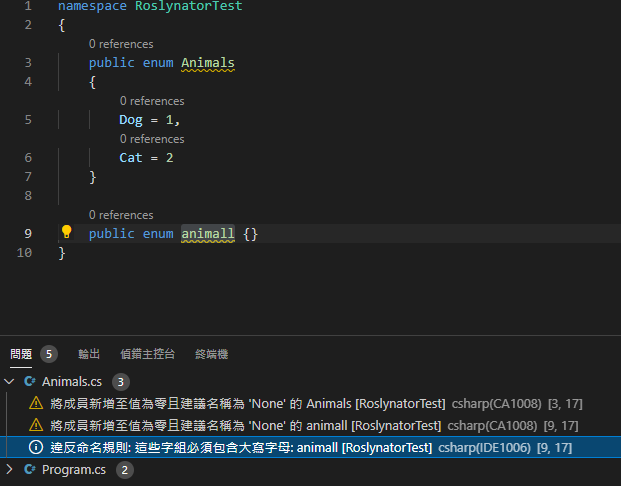 1 namespace RoslynatorTest
2 {
0 references
3 public enum Animals
4 {
0 references
5 Dog = 1,
0 references
6 Cat = 2
7 }
8
0 references
9 public enum animall {}
10 }
問題 5 輸出 偵錯主控台 終端機
C# Animals.cs 3
將成員新增至值為零且建議名稱為 'None' 的 Animals [RoslynatorTest] csharp(CA1008) [3, 17]
將成員新增至值為零且建議名稱為 'None' 的 animall [RoslynatorTest] csharp(CA1008) [9, 17]
違反命名規則: 這些字組必須包含大寫字母: animall [RoslynatorTest] csharp(IDE1006) [9, 17]
C# Program.cs 2